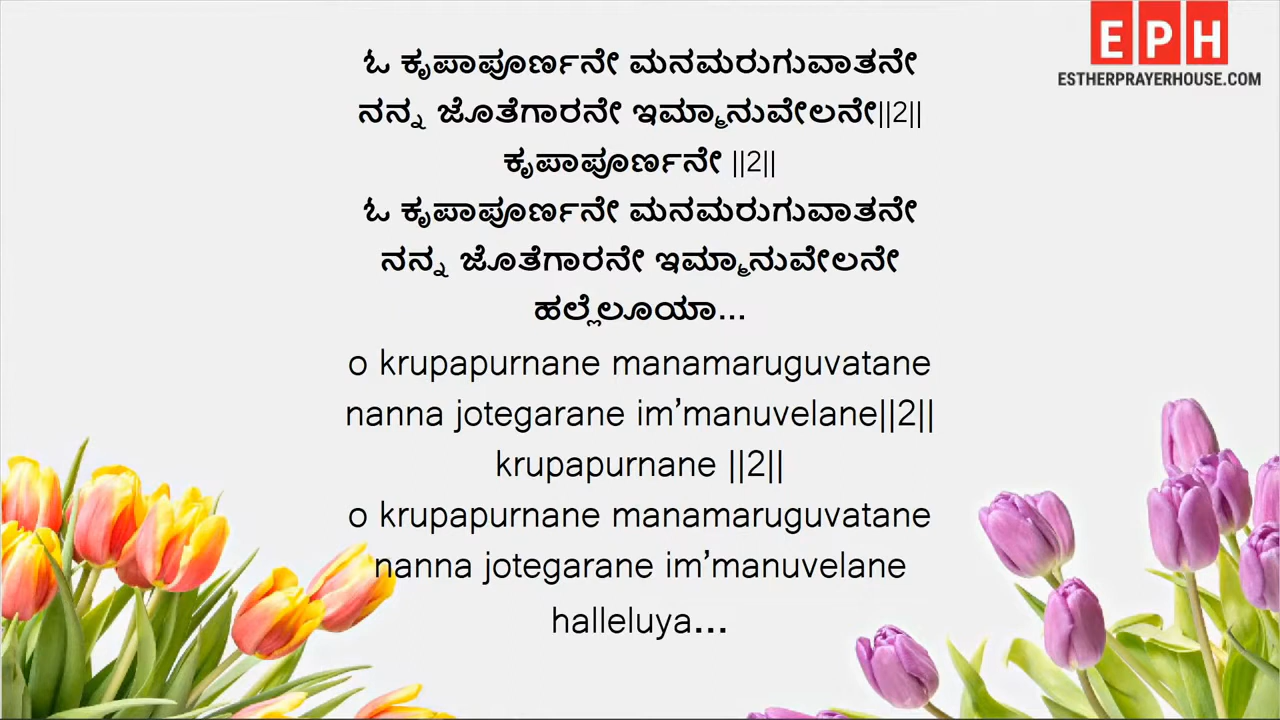 EPH
ESTHERPRAYERHOUSE.COM
ಓ ಕೃಪಾಪೂರ್ಣನೇ ಮನಮರುಗುವಾತನೇ
ನನ್ನ ಜೊತೆಗಾರನೇ ಇಮ್ಮಾನುವೇಲನೇ||2||
ಕೃಪಾಪೂರ್ಣನೇ ||2||
ಓ ಕೃಪಾಪೂರ್ಣನೇ ಮನಮರುಗುವಾತನೇ
ನನ್ನ ಜೊತೆಗಾರನೇ ಇಮ್ಮಾನುವೇಲನೇ
ಹಲ್ಲೆಲೂಯಾ...
o krupapurnane manamaruguvatane
nanna jotegarane im’manuvelane||2||
krupapurnane ||2||
o krupapurnane manamaruguvatane
nanna jotegarane im’manuvelane
halleluya...